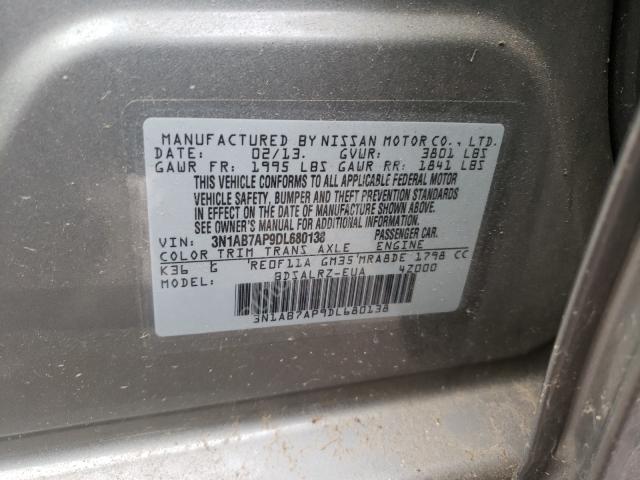 MANUFACTURED BY NISSAN MOTOR CO., LTD.
DATE: 02/13. GVWR: 3801 LBS
GAWR FR: 1995 LBS GAWR RR: 1841 LBS
THIS VEHICLE CONFORMS TO ALL APPLICABLE FEDERAL MOTOR
VEHICLE SAFETY, BUMPER AND THEFT PREVENTION STANDARDS
IN EFFECT ON THE DATE OF MANUFACTURE SHOWN ABOVE.
SEE OWNER'S MANUAL FOR ADDITIONAL INFORMATION.
VIN: 3N1AB7AP9DL680138 PASSENGER CAR.
COLOR TRIM TRANS AXLE ENGINE
K36 G RE0F11A GM35 MRA8DE 1798 CC
MODEL: BDSALRZ-EUA 4Z000
3N1AB7AP9DL680138